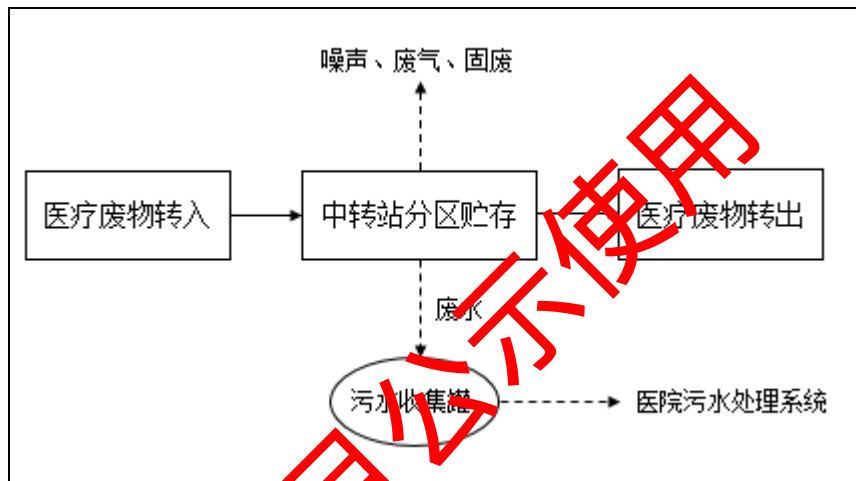 噪声、废气、固废
医疗废物转入
中转站分区贮存
医疗废物转出
废水
污水收集罐
医院污水处理系统
公示使用